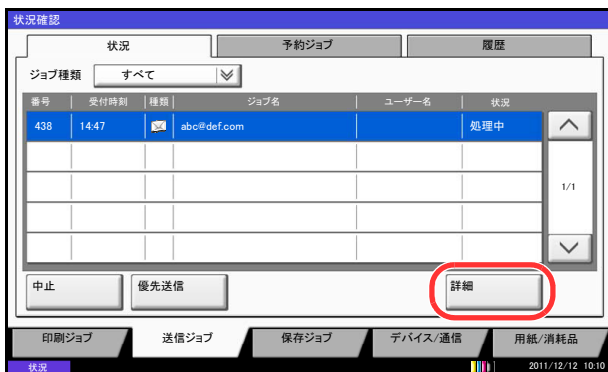 状況確認
状況 予約ジョブ 履歴
ジョブ種類 すべて
番号 受付時刻 種類 ジョブ名 ユーザー名 状況
438 14:47 abc@def.com 処理中
1/1
中止 優先送信 詳細
印刷ジョブ 送信ジョブ 保存ジョブ デバイス/通信 用紙/消耗品
状況 2011/12/12 10:10